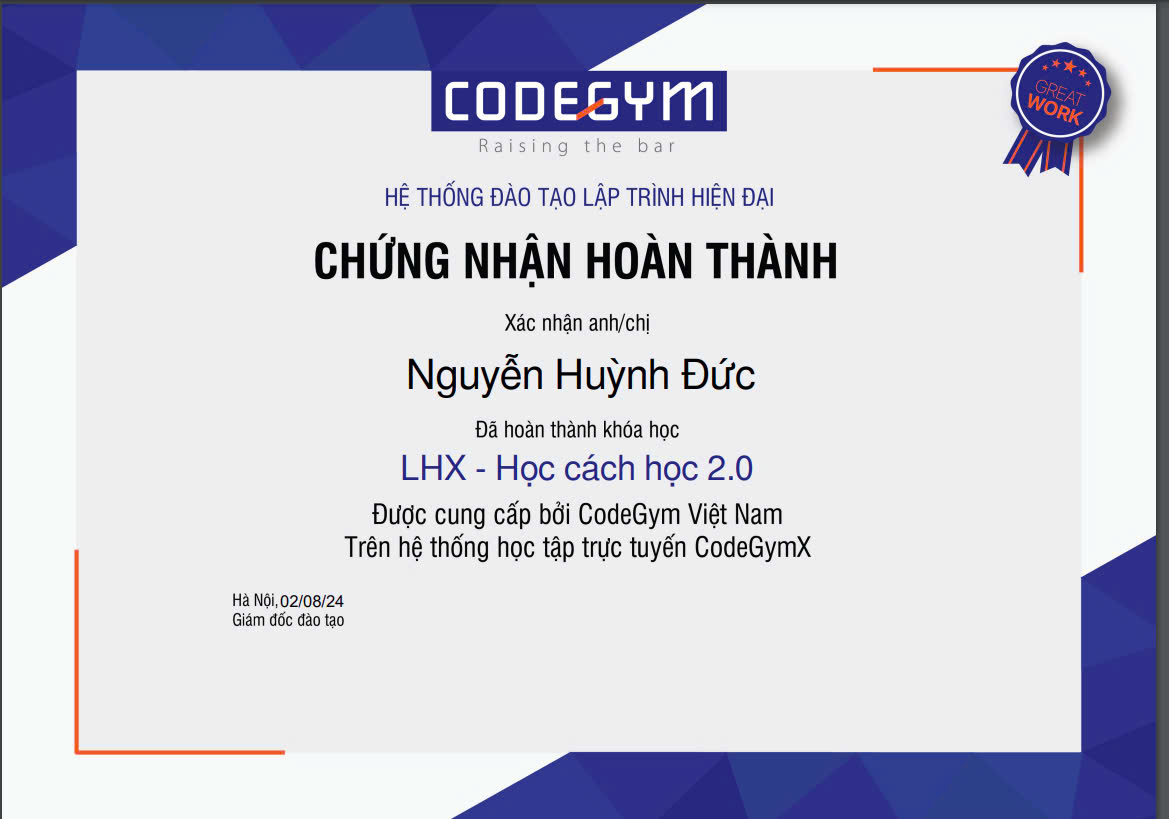 CODEGYM
Raising the bar
GREAT
WORK
HỆ THỐNG ĐÀO TẠO LẬP TRÌNH HIỆN ĐẠI
CHỨNG NHẬN HOÀN THÀNH
Xác nhận anh/chị
Nguyễn Huỳnh Đức
Đã hoàn thành khóa học
LHX - Học cách học 2.0
Được cung cấp bởi CodeGym Việt Nam
Trên hệ thống học tập trực tuyến CodeGymX
Hà Nội, 02/08/24
Giám đốc đào tạo